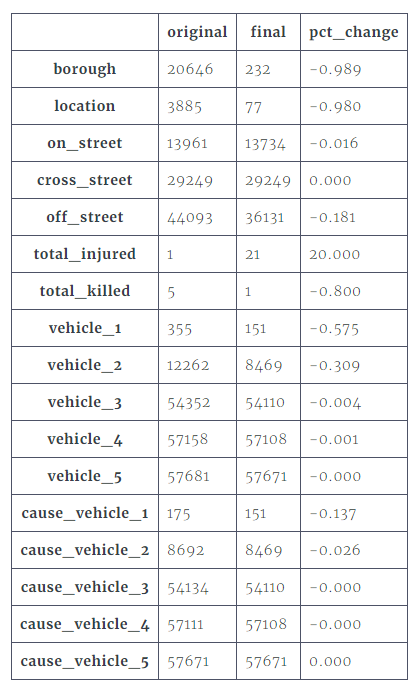 original final pct_change
borough 20646 232 -0.989
location 3885 77 -0.980
on_street 13961 13734 -0.016
cross_street 29249 29249 0.000
off_street 44093 36131 -0.181
total_injured 1 21 20.000
total_killed 5 1 -0.800
vehicle_1 355 151 -0.575
vehicle_2 12262 8469 -0.309
vehicle_3 54352 54110 -0.004
vehicle_4 57158 57108 -0.001
vehicle_5 57681 57671 -0.000
cause_vehicle_1 175 151 -0.137
cause_vehicle_2 8692 8469 -0.026
cause_vehicle_3 54134 54110 -0.000
cause_vehicle_4 57111 57108 -0.000
cause_vehicle_5 57671 57671 0.000